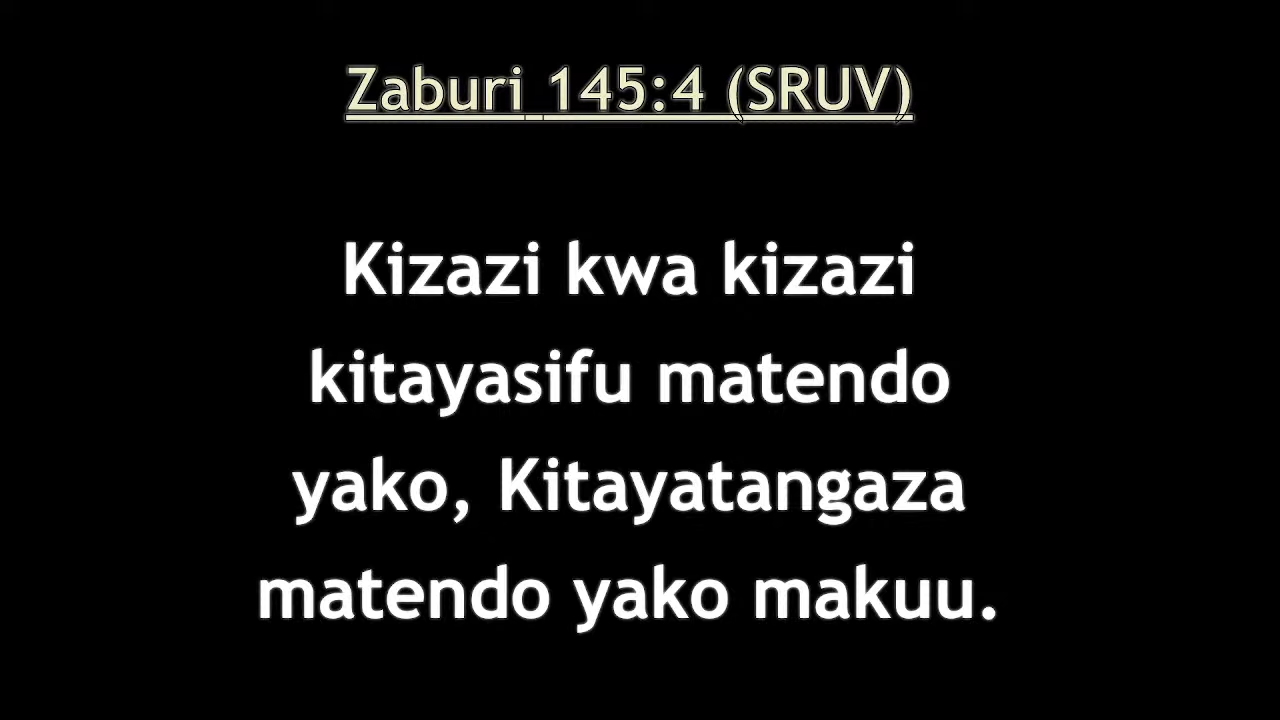 Zaburi 145:4 (SRUV)
Kizazi kwa kizazi
kitayasifu matendo
yako, Kitayatangaza
matendo yako makuu.